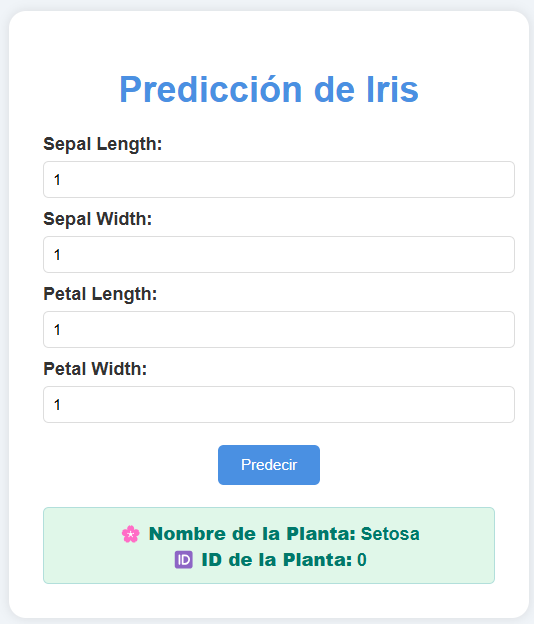 Predicción de Iris
Sepal Length:
1
Sepal Width:
1
Petal Length:
1
Petal Width:
1
Predecir
🌸 Nombre de la Planta: Setosa
🆔 ID de la Planta: 0